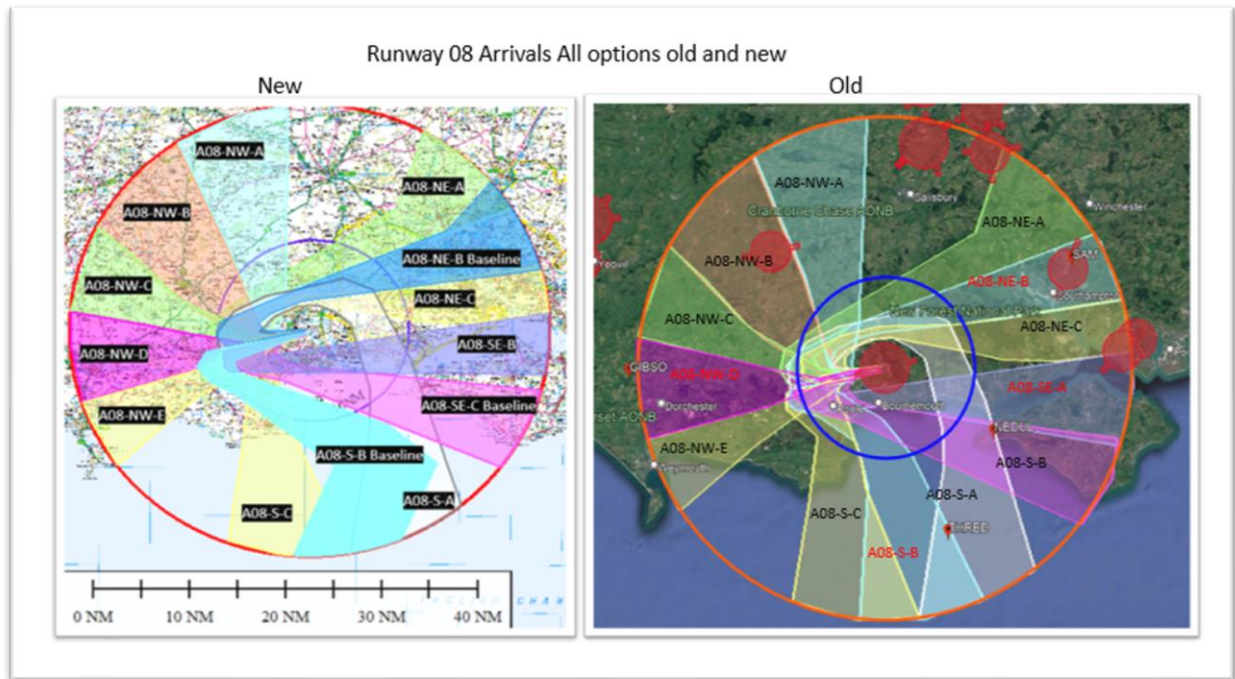 Runway 08 Arrivals All options old and new
New
Old
A08-NW-A
A08-NE-A
A08-NW-B
A08-NE-B Baseline
A08-NW-C
A08-NE-C
A08-NW-D
A08-SE-B
A08-NW-E
A08-SE-C Baseline
A08-S-B Baseline
A08-S-A
A08-S-C
0 NM
10 NM
20 NM
30 NM
40 NM
A08-NW-A
Salisbury
Winchester
Cranborne Chase AONB
A08-NE-A
A08-NW-B
Yeovil
SAM
A08-NE-B
A08-NW-C
New Forest National Park
A08-NE-C
GIBSO
A08-NW-D
A08-SE-A
Dorchester
Bournemouth
NEDUL
A08-NW-E
A08-S-B
Weymouth
A08-S-A
A08-S-C
THRED
A08-S-B